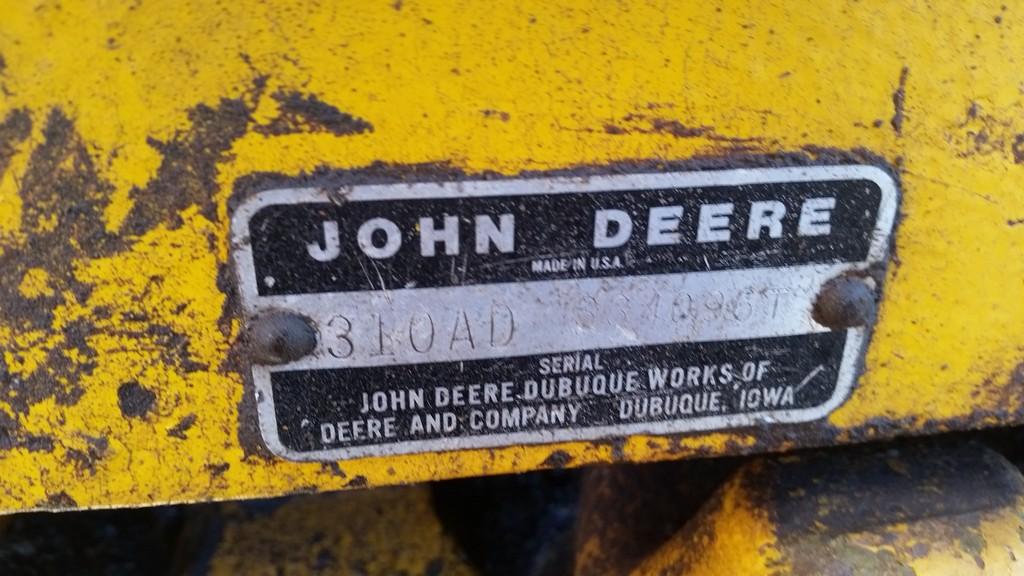 JOHN DEERE
MADE IN U.S.A.
310AD
SERIAL
JOHN DEERE DUBUQUE WORKS OF
DEERE AND COMPANY DUBUQUE, IOWA